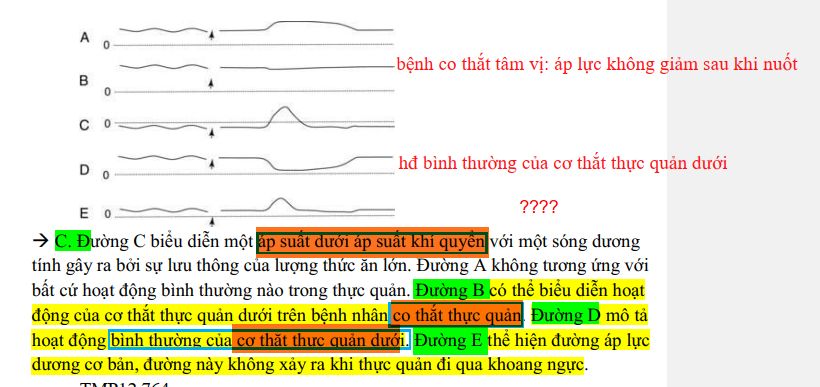 A
0
bệnh co thắt tâm vị: áp lực không giảm sau khi nuốt
B
0
C 0
D
0
hđ bình thường của cơ thắt thực quản dưới
E 0
????
→ C. Đường C biểu diễn một áp suất dưới áp suất khí quyển với một sóng dương
tính gây ra bởi sự lưu thông của lượng thức ăn lớn. Đường A không tương ứng với
bất cứ hoạt động bình thường nào trong thực quản. Đường B có thể biểu diễn hoạt
động của cơ thắt thực quản dưới trên bệnh nhân co thắt thực quản. Đường D mô tả
hoạt động bình thường của cơ thắt thưc quản dưới. Đường E thể hiện đường áp lực
dương cơ bản, đường này không xảy ra khi thực quản đi qua khoang ngực.
TMP12 764